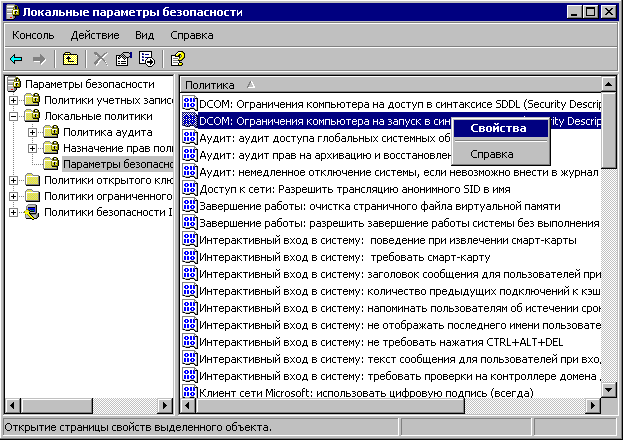 Локальные параметры безопасности
Консоль Действие Вид Справка
Параметры безопасности
Политики учетных записе
Локальные политики
Политика аудита
Назначение прав пол
Параметры безопасно
Политики открытого клю
Политики ограниченного
Политики безопасности I
Политика
DCOM: Ограничения компьютера на доступ в синтаксисе SDDL (Security Descrip
DCOM: Ограничения компьютера на запуск в син
rity Descrip
Аудит: аудит доступа глобальных системных об
Аудит: аудит прав на архивацию и восстановлен
Аудит: немедленное отключение системы, если невозможно внести в журнал
Доступ к сети: Разрешить трансляцию анонимного SID в имя
Завершение работы: очистка страничного файла виртуальной памяти
Завершение работы: разрешить завершение работы системы без выполнения
Интерактивный вход в систему: поведение при извлечении смарт-карты
Интерактивный вход в систему: требовать смарт-карту
Интерактивный вход в систему: заголовок сообщения для пользователей при
Интерактивный вход в систему: количество предыдущих подключений к кэш
Интерактивный вход в систему: напоминать пользователям об истечении срок
Интерактивный вход в систему: не отображать последнего имени пользовате
Интерактивный вход в систему: не требовать нажатия CTRL+ALT+DEL
Интерактивный вход в систему: текст сообщения для пользователей при вхо
Интерактивный вход в систему: требовать проверки на контроллере домена
Клиент сети Microsoft: использовать цифровую подпись (всегда)
Свойства
Справка
Открытие страницы свойств выделенного объекта.